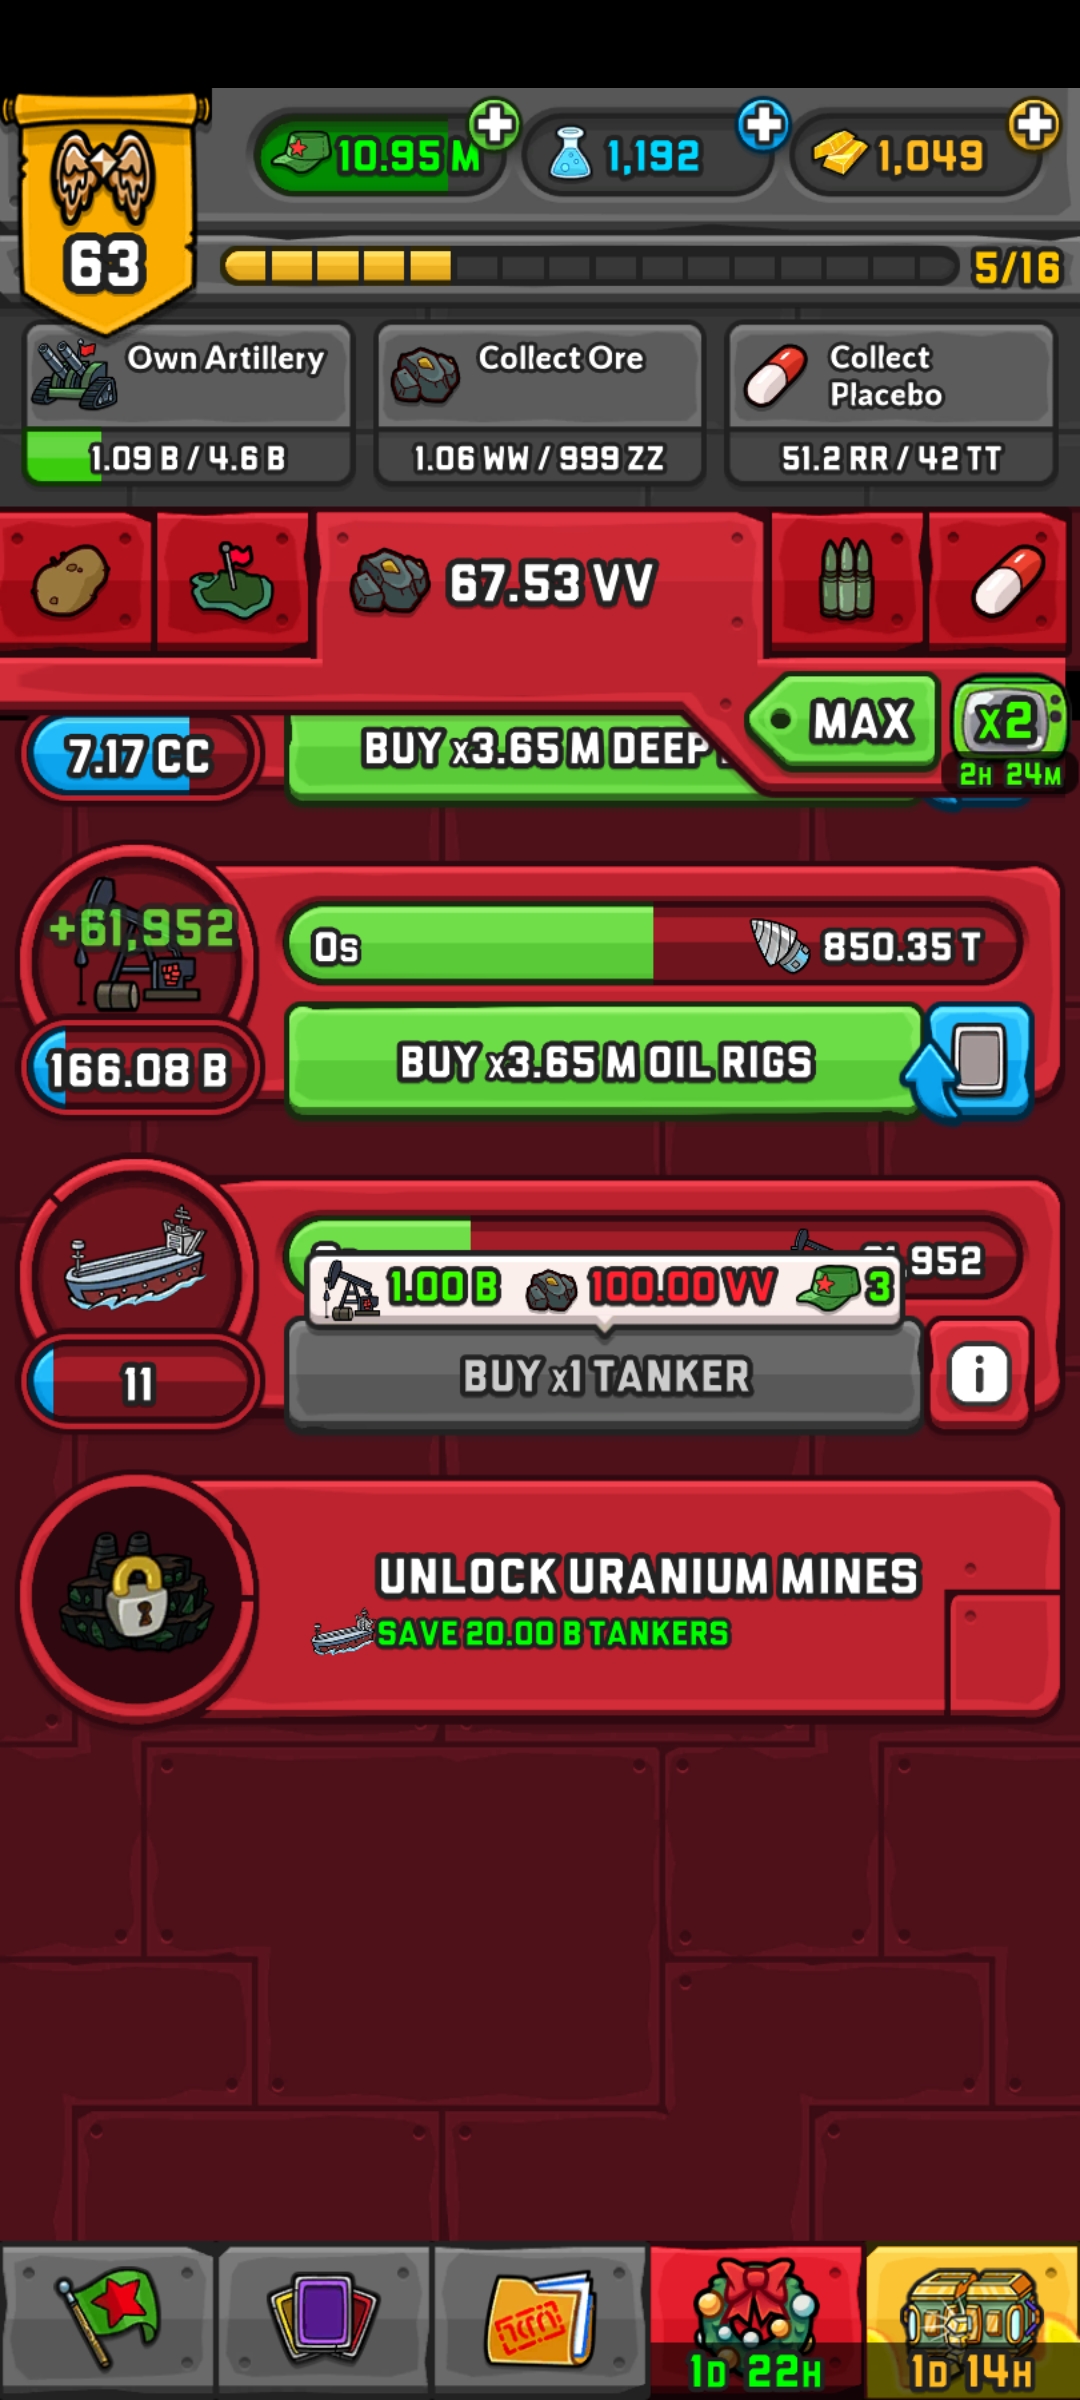 10.95 M
1,192
1,049
63
5/16
Own Artillery
1.09 B / 4.6 B
Collect Ore
1.06 WW / 999 ZZ
Collect
Placebo
51.2 RR / 42 TT
67.53 VV
MAX
x2
2H 24M
7.17 CC
BUY x3.65 M DEEP
+61,952
0s
850.35 T
166.08 B
BUY x3.65 M OIL RIGS
,952
1.00 B
100.00 VV
3
11
BUY x1 TANKER
i
UNLOCK URANIUM MINES
SAVE 20.00 B TANKERS
1D 22H
1D 14H